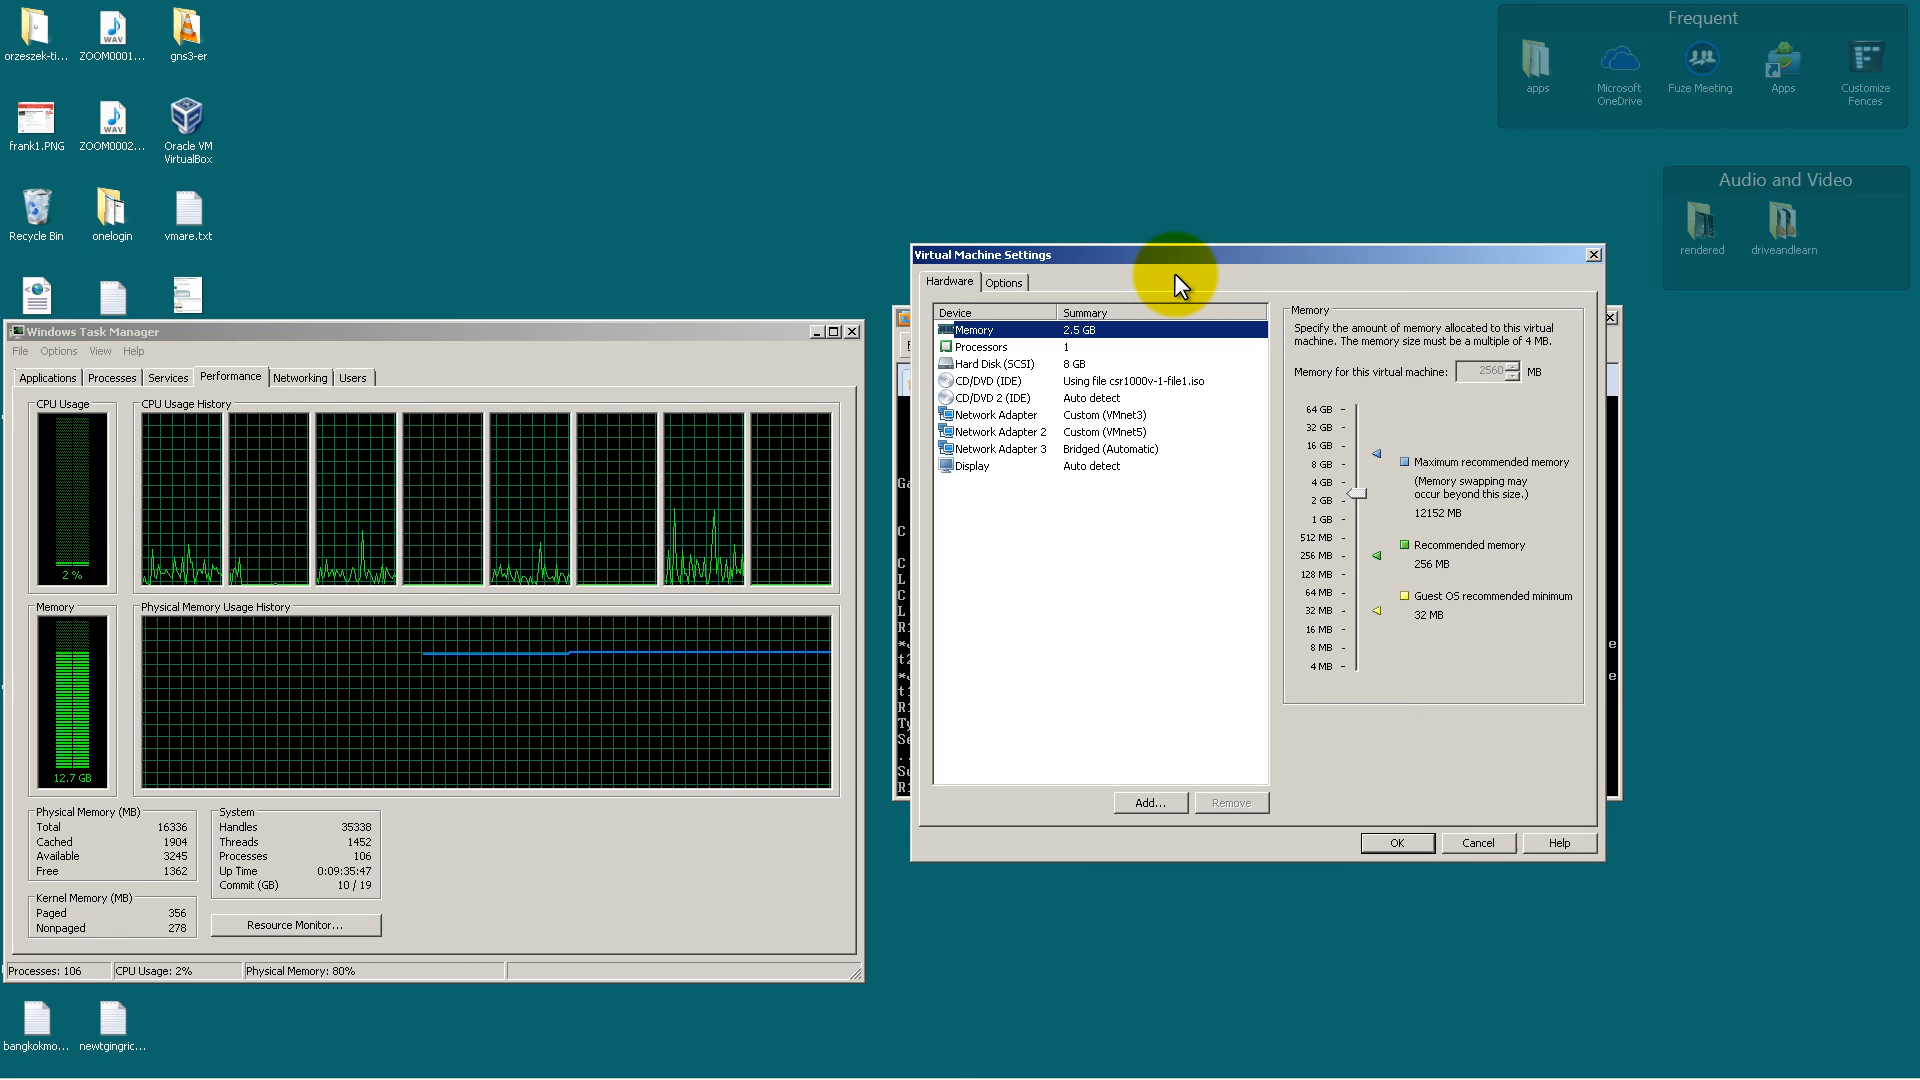 orzeszek-ti...
ZOOM0001...
gns3-er
frank1.PNG
ZOOM0002...
Oracle VM
VirtualBox
Recycle Bin
onelogin
vmare.txt
Frequent
apps
Microsoft
OneDrive
Fuze Meeting
Apps
Customize
Fences
Audio and Video
rendered
driveandlearn
Windows Task Manager
File Options View Help
Applications Processes Services Performance Networking Users
CPU Usage
CPU Usage History
2 %
Memory
Physical Memory Usage History
12.7 GB
Physical Memory (MB)
Total 16336
Cached 1904
Available 3245
Free 1362
Kernel Memory (MB)
Paged 356
Nonpaged 278
System
Handles 35338
Threads 1452
Processes 106
Up Time 0:09:35:47
Commit (GB) 10 / 19
Resource Monitor...
Processes: 106 CPU Usage: 2% Physical Memory: 80%
bangkokmo...
newtgingric...
Virtual Machine Settings
Hardware Options
Device Summary
Memory 2.5 GB
Processors 1
Hard Disk (SCSI) 8 GB
CD/DVD (IDE) Using file csr1000v-1-file1.iso
CD/DVD 2 (IDE) Auto detect
Network Adapter Custom (VMnet3)
Network Adapter 2 Custom (VMnet5)
Network Adapter 3 Bridged (Automatic)
Display Auto detect
Add... Remove
Memory
Specify the amount of memory allocated to this virtual
machine. The memory size must be a multiple of 4 MB.
Memory for this virtual machine: 2560 MB
64 GB
32 GB
16 GB
8 GB
4 GB
2 GB
1 GB
512 MB
256 MB
128 MB
64 MB
32 MB
16 MB
8 MB
4 MB
Maximum recommended memory
(Memory swapping may
occur beyond this size.)
12152 MB
Recommended memory
256 MB
Guest OS recommended minimum
32 MB
OK Cancel Help